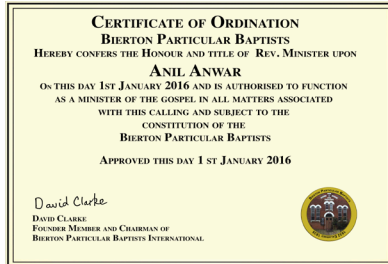 CERTIFICATE OF ORDINATION
BIERTON PARTICULAR BAPTISTS
HEREBY CONFERS THE HONOUR AND TITLE OF REV. MINISTER UPON
ANIL ANWAR
ON THIS DAY 1ST JANUARY 2016 AND IS AUTHORISED TO FUNCTION
AS A MINISTER OF THE GOSPEL IN ALL MATTERS ASSOCIATED
WITH THIS CALLING AND SUBJECT TO THE
CONSTITUTION OF THE
BIERTON PARTICULAR BAPTISTS
APPROVED THIS DAY 1 ST JANUARY 2016
David Clarke
DAVID CLARKE
FOUNDER MEMBER AND CHAIRMAN OF
BIERTON PARTICULAR BAPTISTS INTERNATIONAL